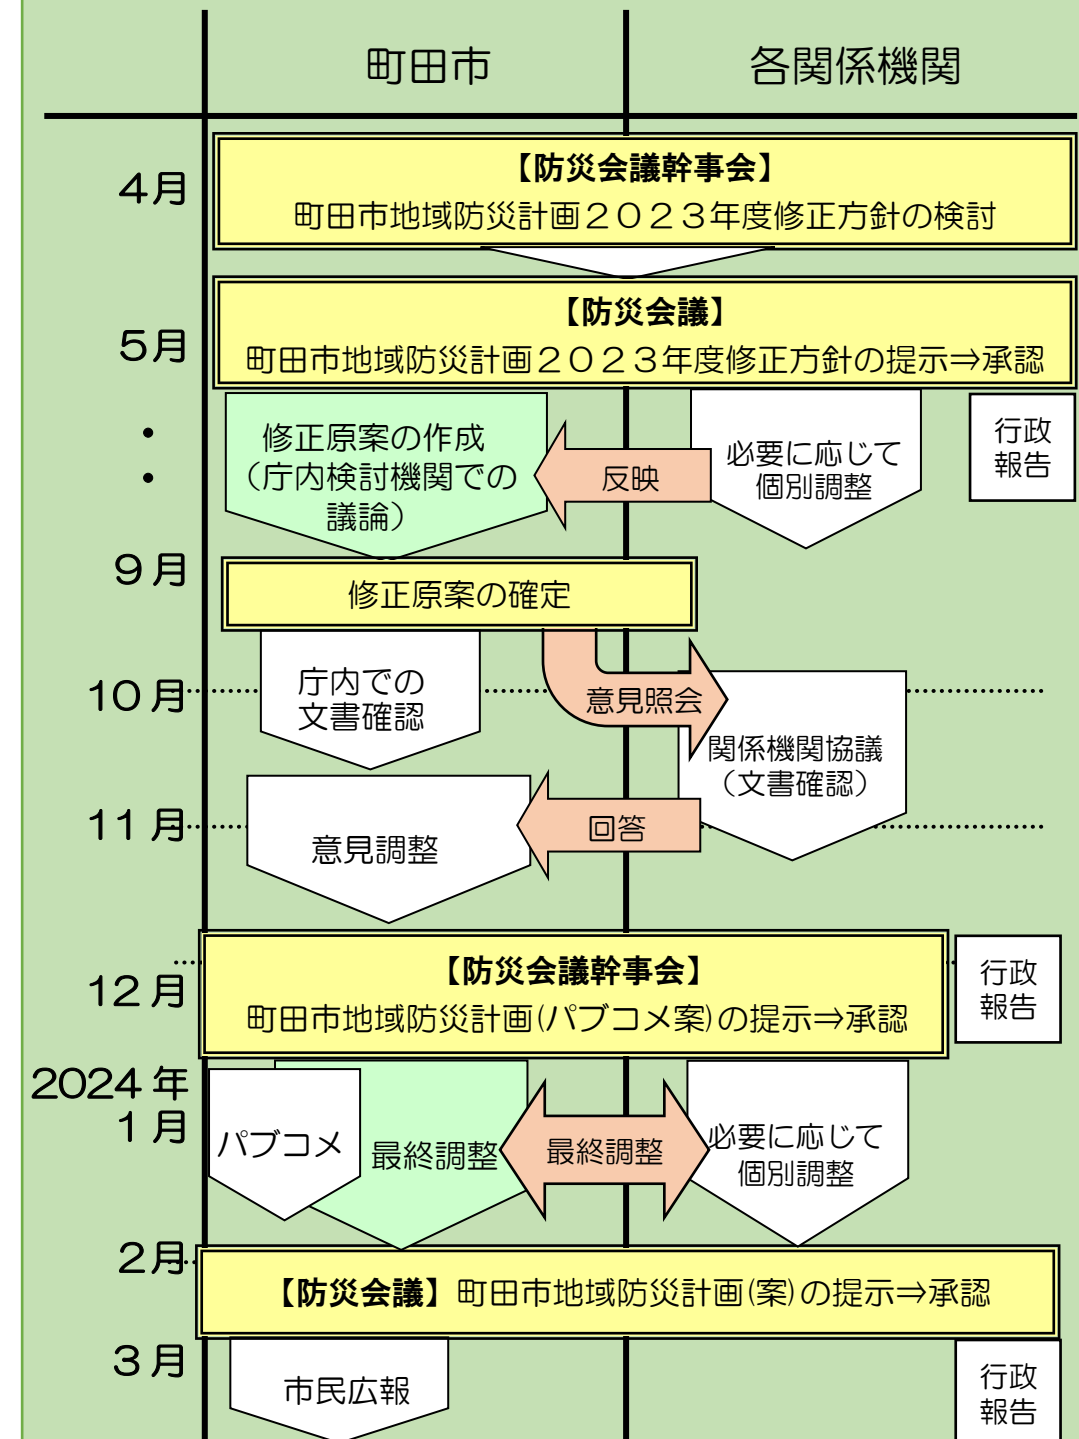 町田市
各関係機関
4月
【防災会議幹事会】
町田市地域防災計画２０２３年度修正方針の検討
5月
【防災会議】
町田市地域防災計画２０２３年度修正方針の提示⇒承認
・
・
修正原案の作成
（庁内検討機関での
議論）
反映
必要に応じて
個別調整
行政
報告
9月
修正原案の確定
10月
庁内での
文書確認
意見照会
関係機関協議
（文書確認）
11月
意見調整
回答
12月
【防災会議幹事会】
町田市地域防災計画(パブコメ案)の提示⇒承認
行政
報告
2024年
1月
パブコメ
最終調整
最終調整
必要に応じて
個別調整
2月
【防災会議】町田市地域防災計画(案)の提示⇒承認
3月
市民広報
行政
報告